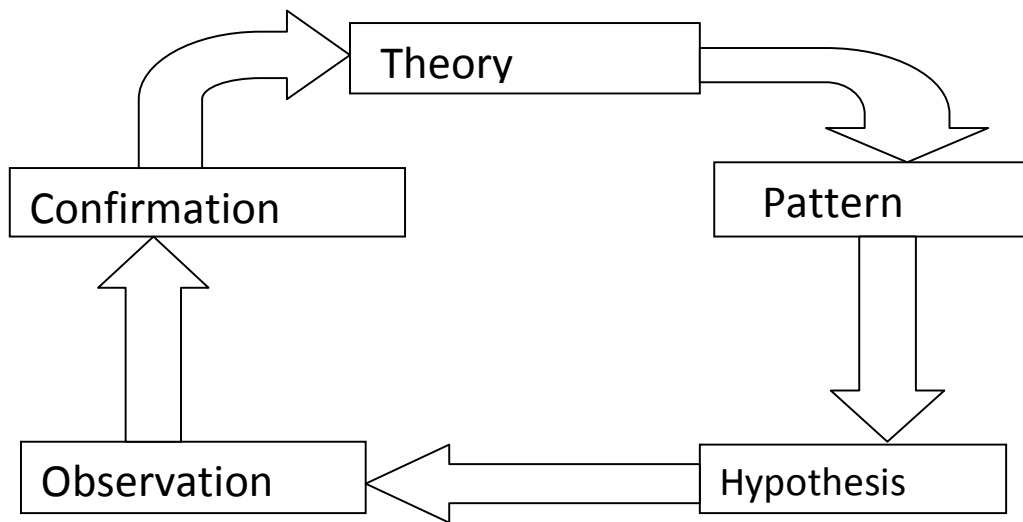 Theory
Confirmation
Pattern
Observation
Hypothesis